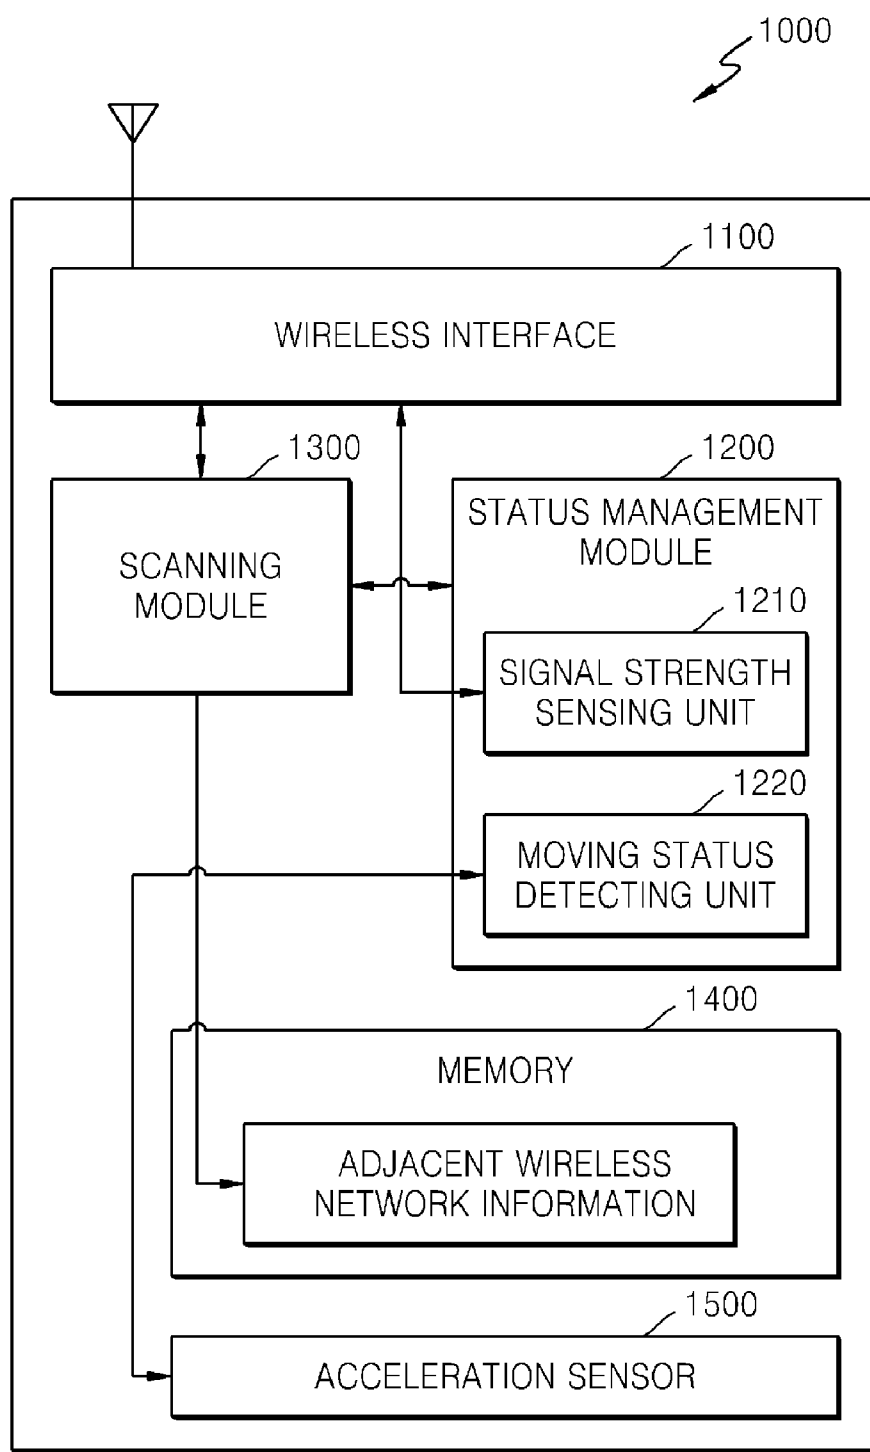 1000
1100
WIRELESS INTERFACE
1300
SCANNING
MODULE
1200
STATUS MANAGEMENT
MODULE
1210
SIGNAL STRENGTH
SENSING UNIT
1220
MOVING STATUS
DETECTING UNIT
1400
MEMORY
ADJACENT WIRELESS
NETWORK INFORMATION
1500
ACCELERATION SENSOR